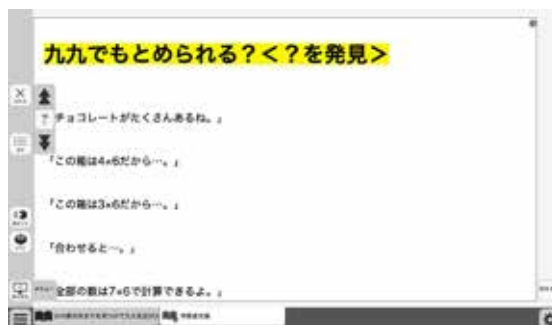 九九でもとめられる？<？を発見>
チョコレートがたくさんあるね。」
「この箱は4×6だから…。」
「この箱は3×6だから…。」
「合わせると…。」
全部の数は7×6で計算できるよ。」